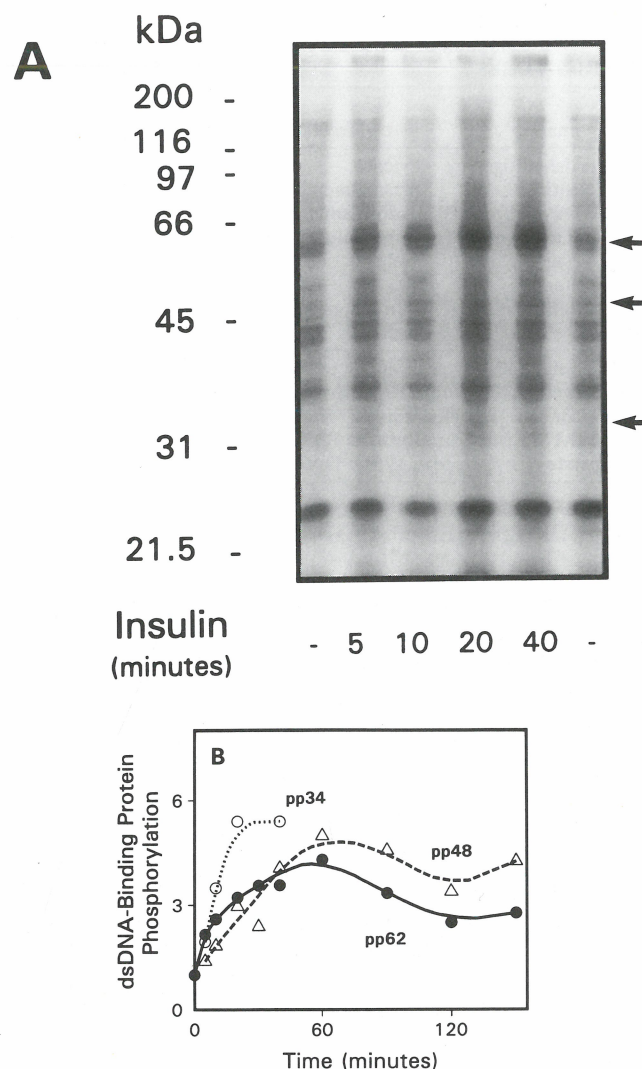 A
kDa
200 -
116 -
97 -
66 -
45 -
31 -
21.5 -
Insulin
(minutes)
- 5 10 20 40 -
B
dsDNA-Binding Protein
Phosphorylation
6
3
0
pp34
pp48
pp62
0 60 120
Time (minutes)